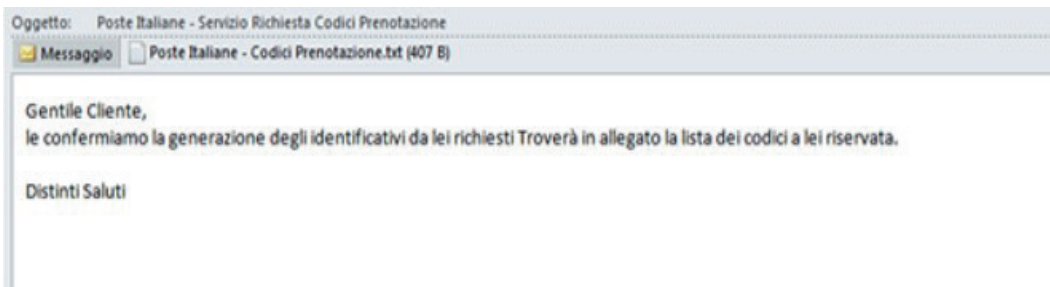 Oggetto: Poste Italiane - Servizio Richiesta Codici Prenotazione
Messaggio Poste Italiane - Codici Prenotazione.txt (407 B)
Gentile Cliente,
le confermiamo la generazione degli identificativi da lei richiesti Troverà in allegato la lista dei codici a lei riservata.
Distinti Saluti